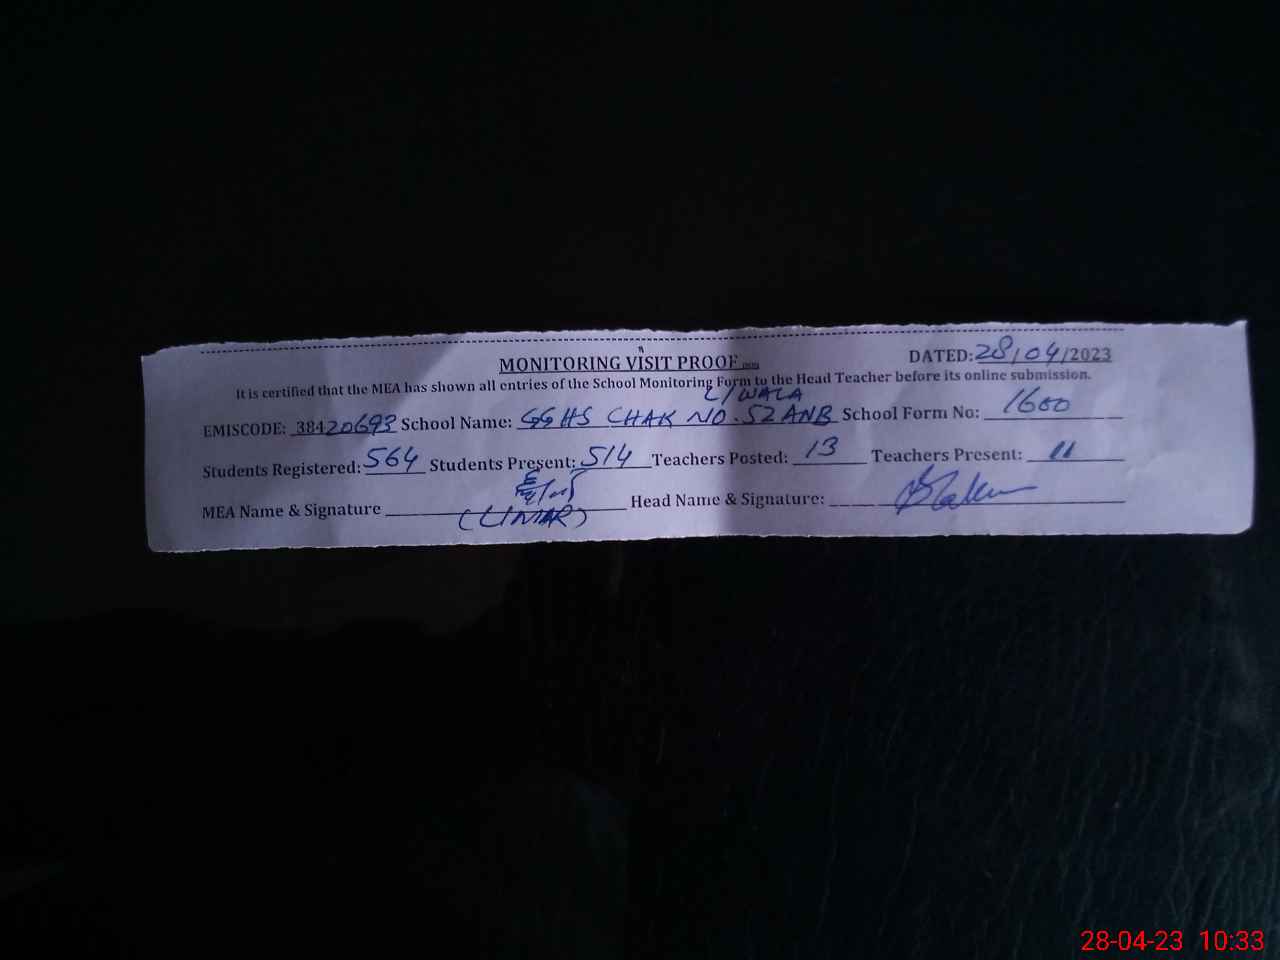 MONITORING VISIT PROOF
DATED: 28/04/2023
It is certified that the MEA has shown all entries of the School Monitoring Form to the Head Teacher before its online submission.
LIWALA
EMISCODE: 38420693 School Name: GGHS CHAK NO. 52 ANB School Form No: 1600
Students Registered: 564 Students Present: 514 Teachers Posted: 13 Teachers Present: 11
MEA Name & Signature Head Name & Signature:
28-04-23 10:33